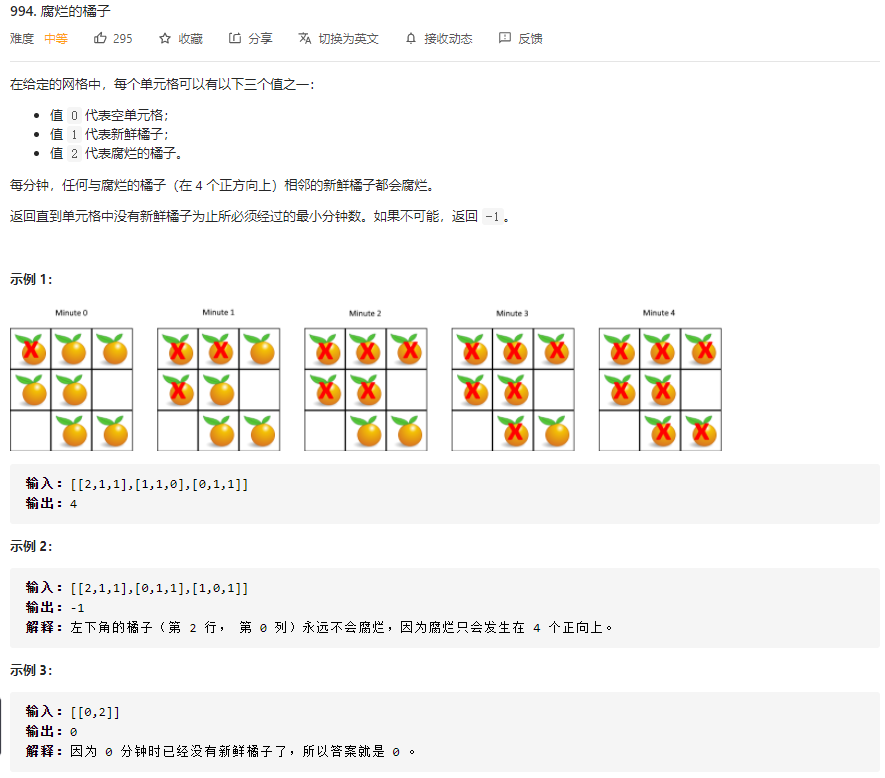 994. 腐烂的橘子
难度 中等 295 收藏 分享 切换为英文 接收动态 反馈
在给定的网格中，每个单元格可以有以下三个值之一：
值 0 代表空单元格；
值 1 代表新鲜橘子；
值 2 代表腐烂的橘子。
每分钟，任何与腐烂的橘子（在 4 个正方向上）相邻的新鲜橘子都会腐烂。
返回直到单元格中没有新鲜橘子为止所必须经过的最小分钟数。如果不可能，返回 -1 。
示例 1：
Minute 0 Minute 1 Minute 2 Minute 3 Minute 4
输入：[[2,1,1],[1,1,0],[0,1,1]]
输出：4
示例 2：
输入：[[2,1,1],[0,1,1],[1,0,1]]
输出：-1
解释：左下角的橘子（第 2 行， 第 0 列）永远不会腐烂，因为腐烂只会发生在 4 个正向上。
示例 3：
输入：[[0,2]]
输出：0
解释：因为 0 分钟时已经没有新鲜橘子了，所以答案就是 0 。